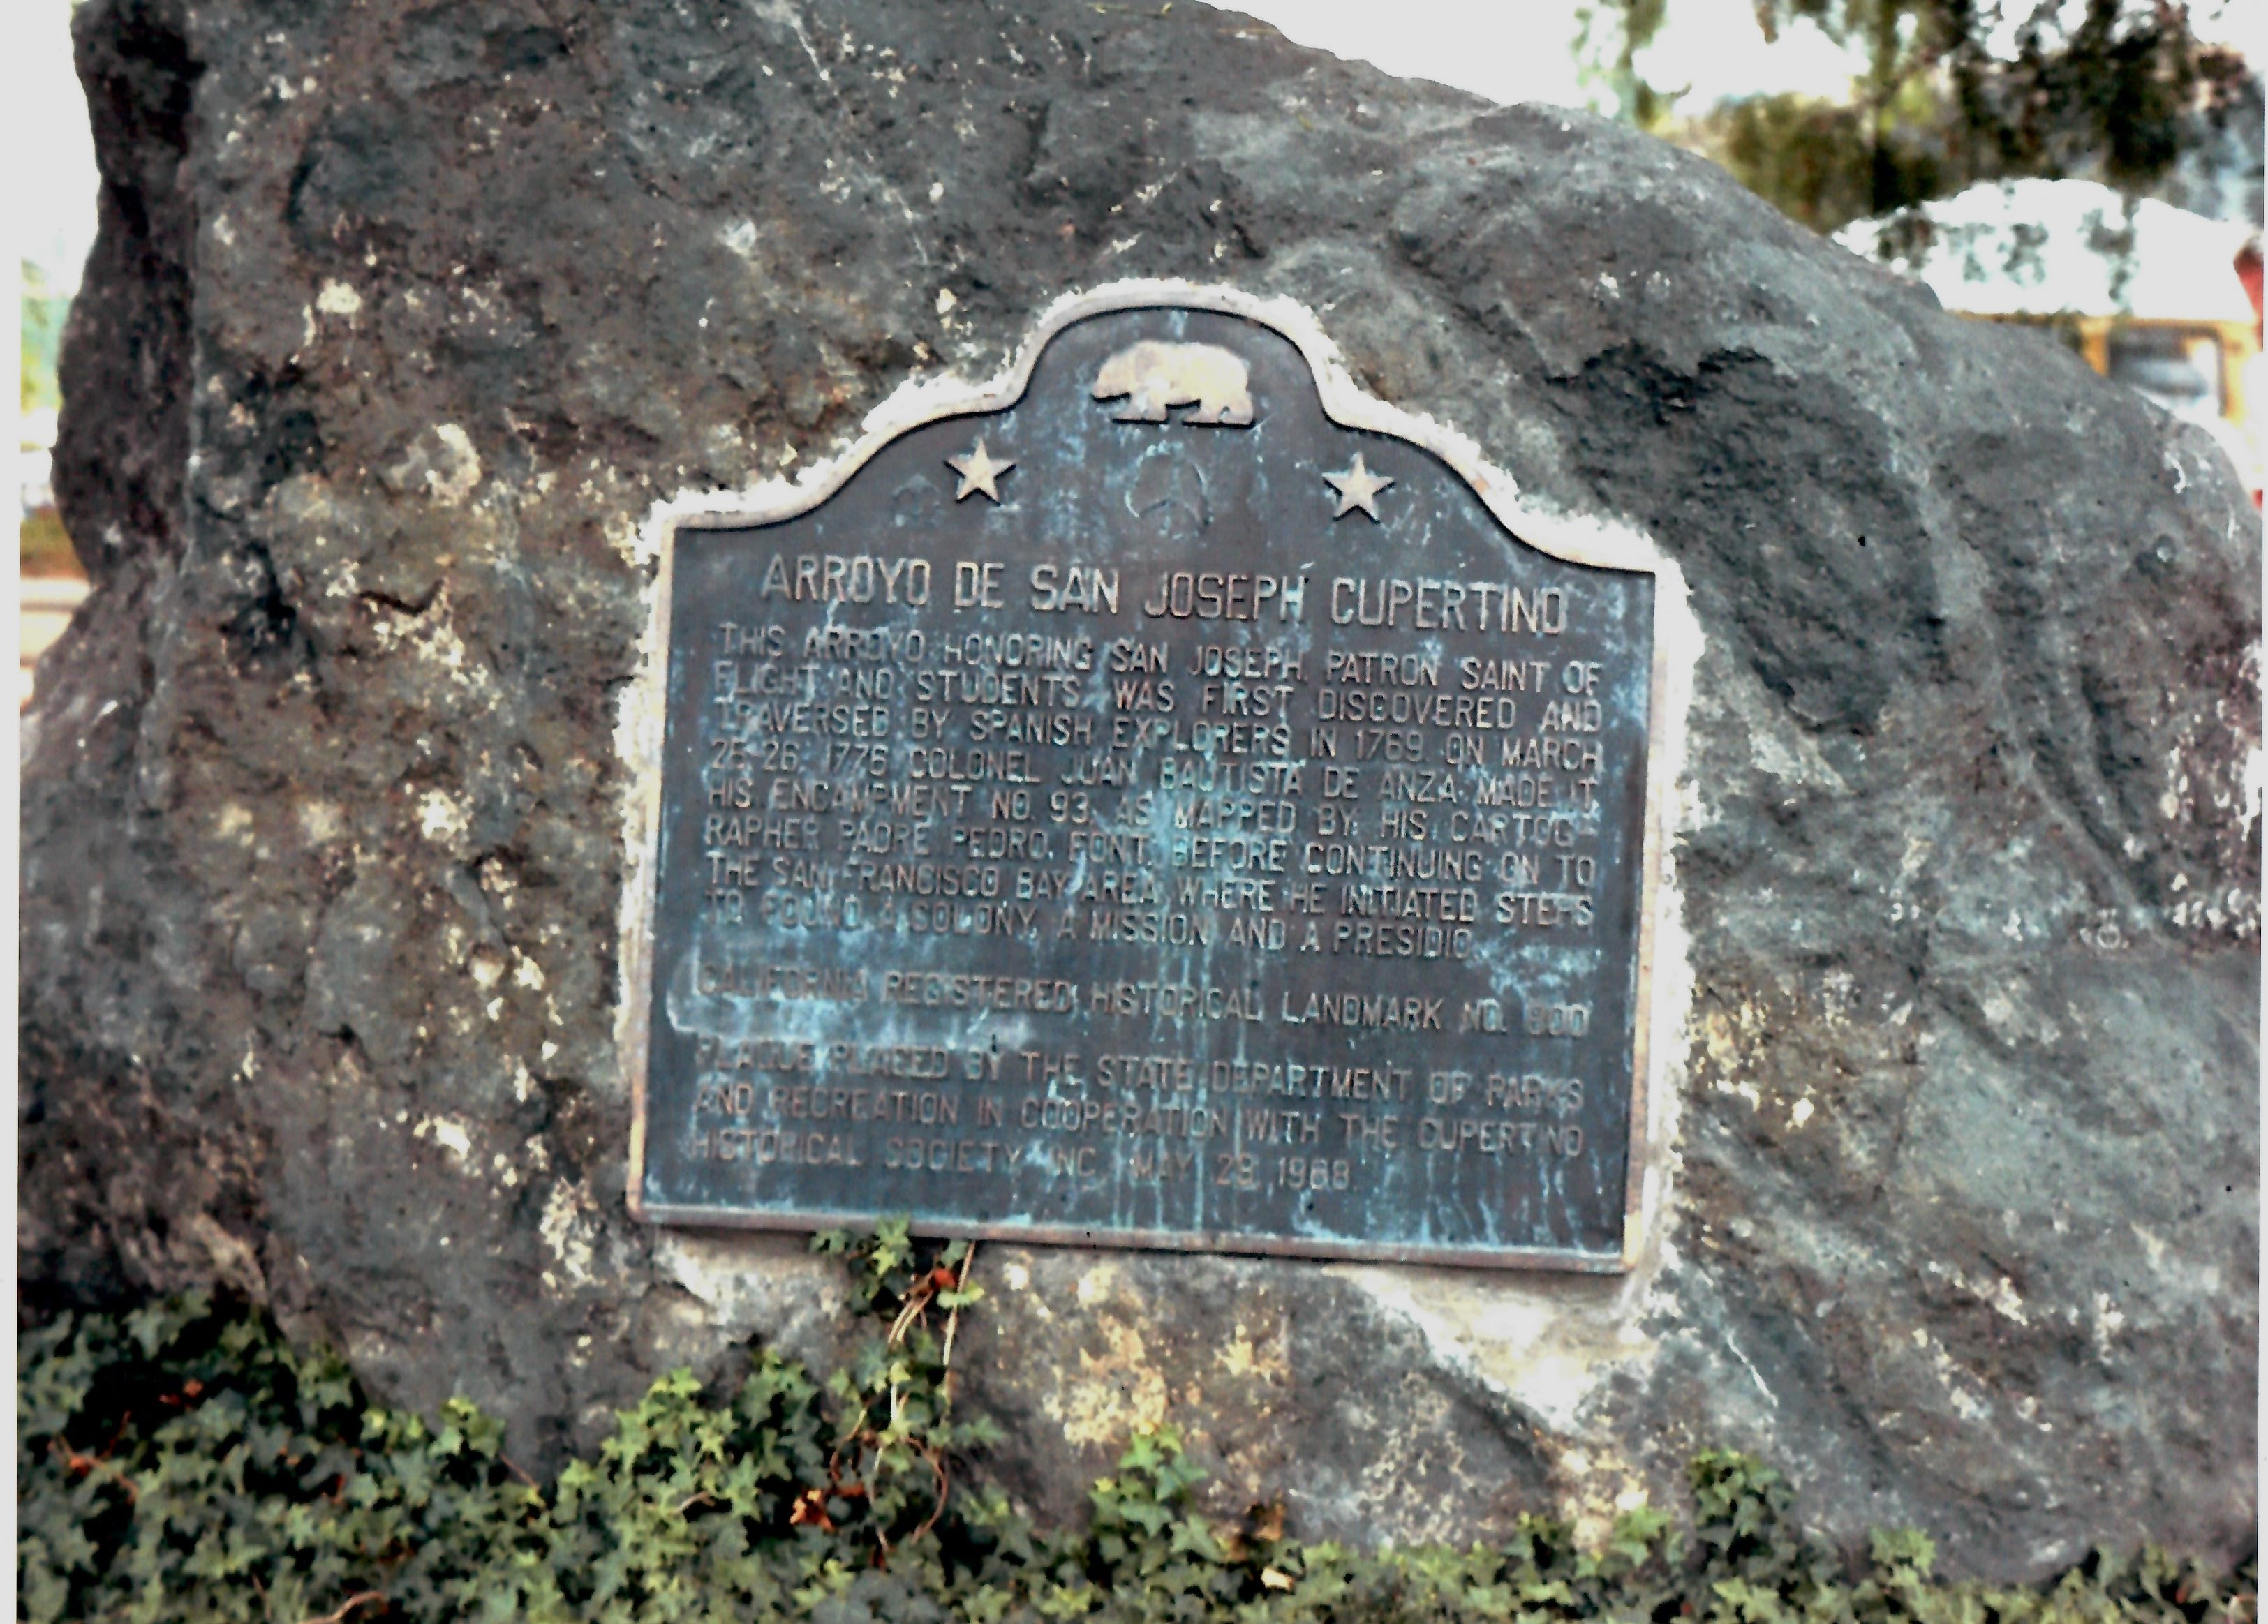 ARROYO DE SAN JOSEPH CUPERTINO
THIS ARROYO HONORING SAN JOSEPH, PATRON SAINT OF
FLIGHT AND STUDENTS, WAS FIRST DISCOVERED AND
TRAVERSED BY SPANISH EXPLORERS IN 1769. ON MARCH
25-26, 1776 COLONEL JUAN BAUTISTA DE ANZA MADE IT
HIS ENCAMPMENT NO. 93, AS MAPPED BY HIS CARTOG-
RAPHER PADRE PEDRO FONT, BEFORE CONTINUING ON TO
THE SAN FRANCISCO BAY AREA WHERE HE INITIATED STEPS
TO FOUND A COLONY, A MISSION AND A PRESIDIO.
CALIFORNIA REGISTERED HISTORICAL LANDMARK NO. 800
PLAQUE PLACED BY THE STATE DEPARTMENT OF PARKS
AND RECREATION IN COOPERATION WITH THE CUPERTINO
HISTORICAL SOCIETY, INC., MAY 1968.